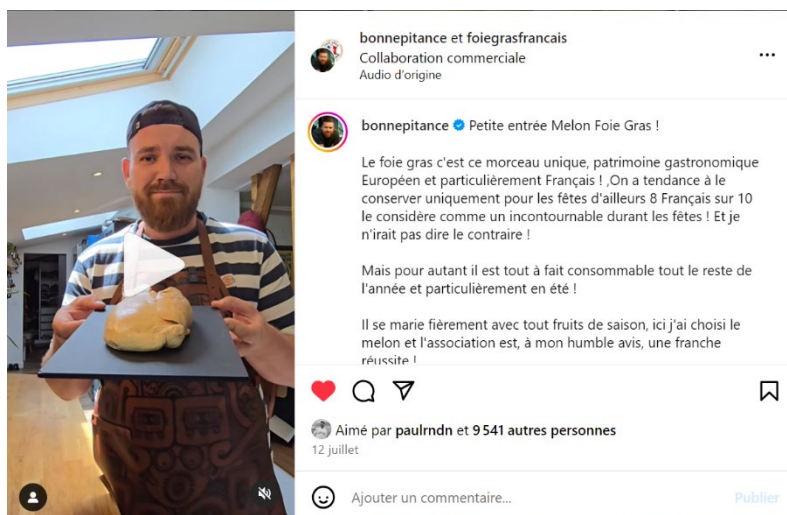 bonnepitance et foiegrasfrancais
Collaboration commerciale
Audio d'origine
bonnepitance Petite entrée Melon Foie Gras !
Le foie gras c'est ce morceau unique, patrimoine gastronomique
Européen et particulièrement Français ! ,On a tendance à le
conserver uniquement pour les fêtes d'ailleurs 8 Français sur 10
le considère comme un incontournable durant les fêtes ! Et je
n'irait pas dire le contraire !
Mais pour autant il est tout à fait consommable tout le reste de
l'année et particulièrement en été !
Il se marie fièrement avec tout fruits de saison, ici j'ai choisi le
melon et l'association est, à mon humble avis, une franche
réussite !
Aimé par paulrndn et 9 541 autres personnes
12 juillet
Ajouter un commentaire...
Publier